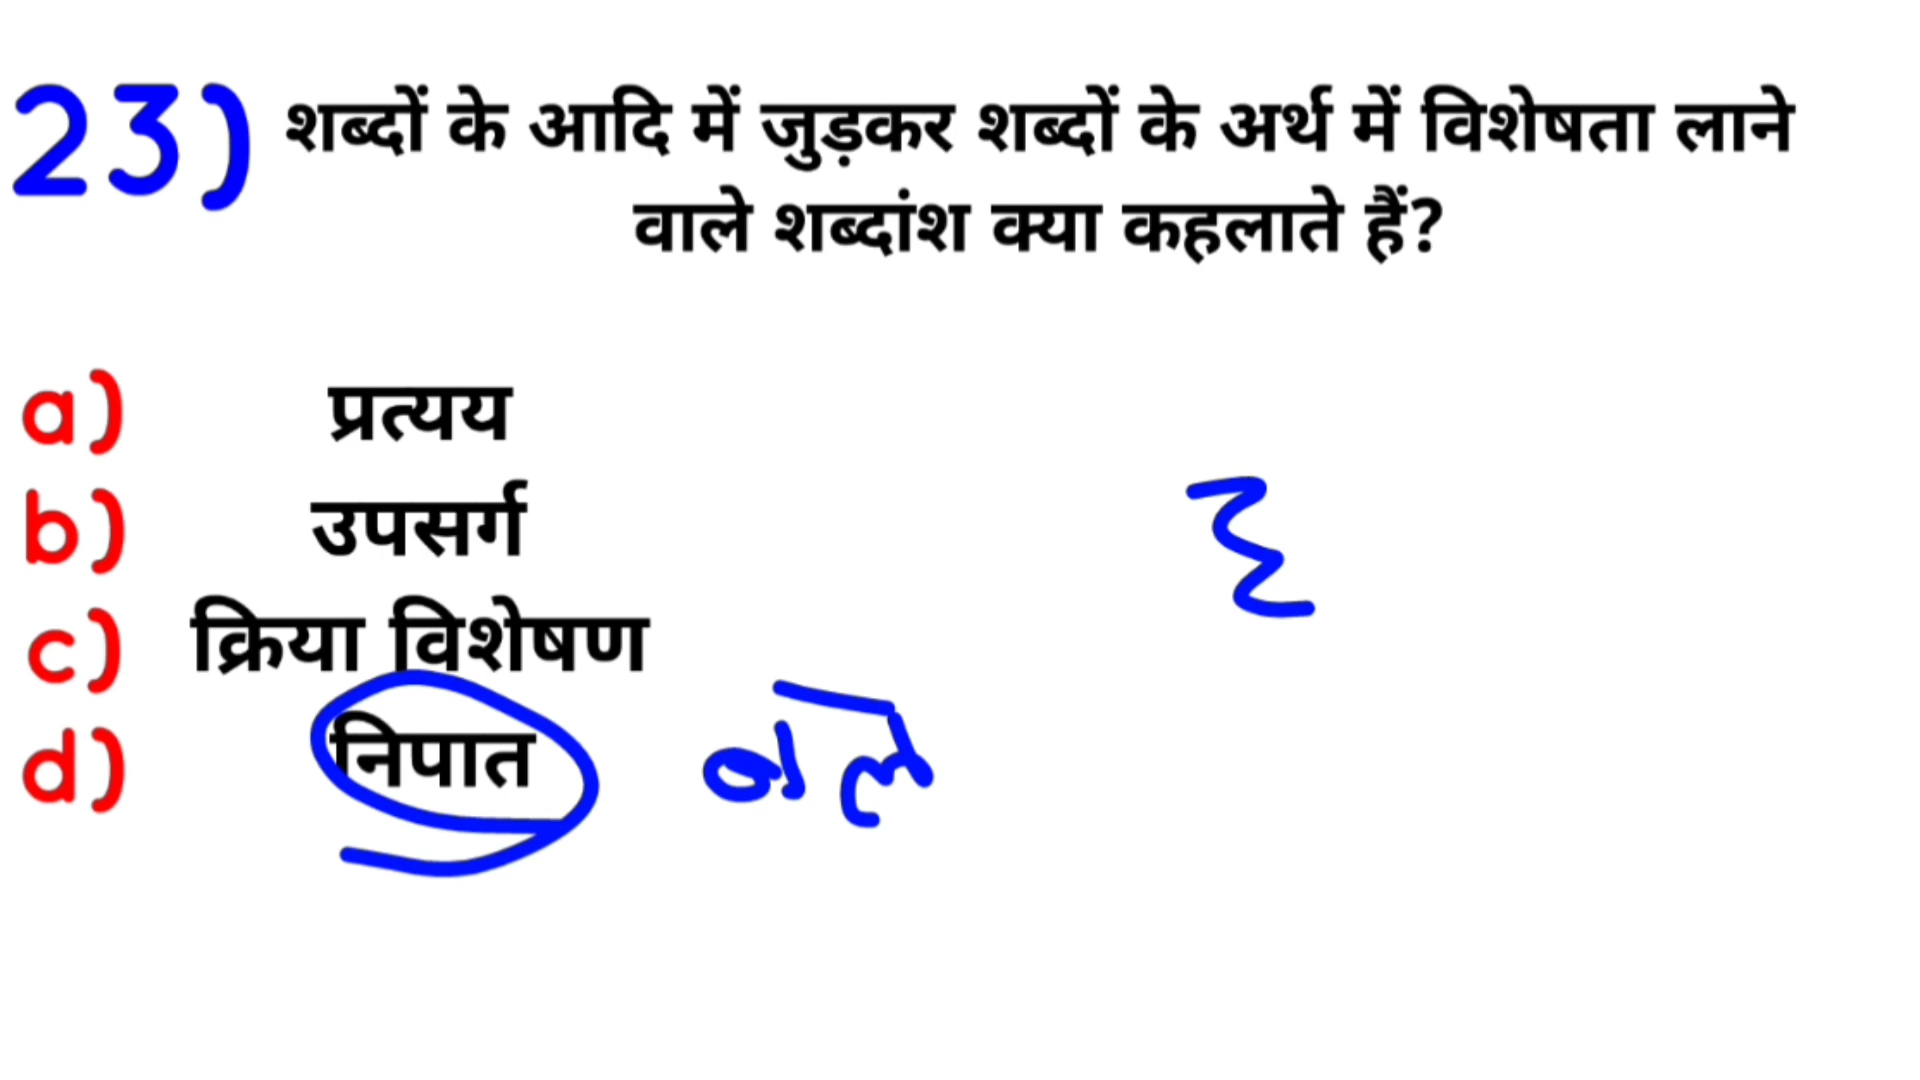 23) शब्दों के आदि में जुड़कर शब्दों के अर्थ में विशेषता लाने
वाले शब्दांश क्या कहलाते हैं?
a) प्रत्यय
b) उपसर्ग
c) क्रिया विशेषण
d) निपात